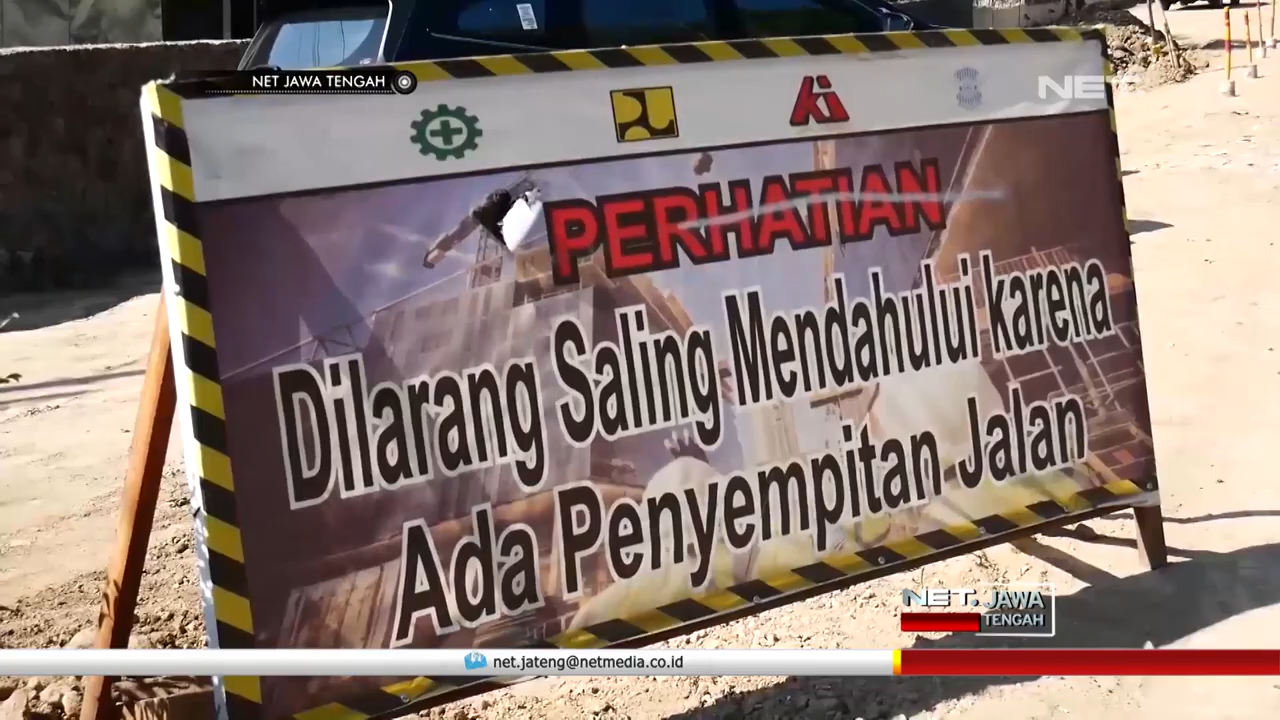 NET JAWA TENGAH
NET
ki
PERHATIAN
Dilarang Saling Mendahului karena
Ada Penyempitan Jalan
NET. JAWA
TENGAH
net.jateng@netmedia.co.id